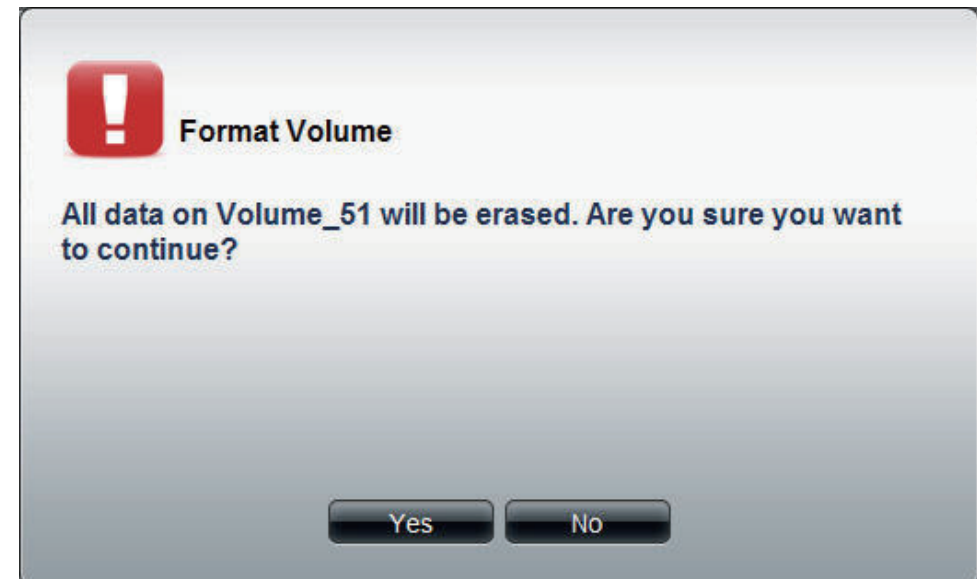 Format Volume
All data on Volume_51 will be erased. Are you sure you want
to continue?
Yes No